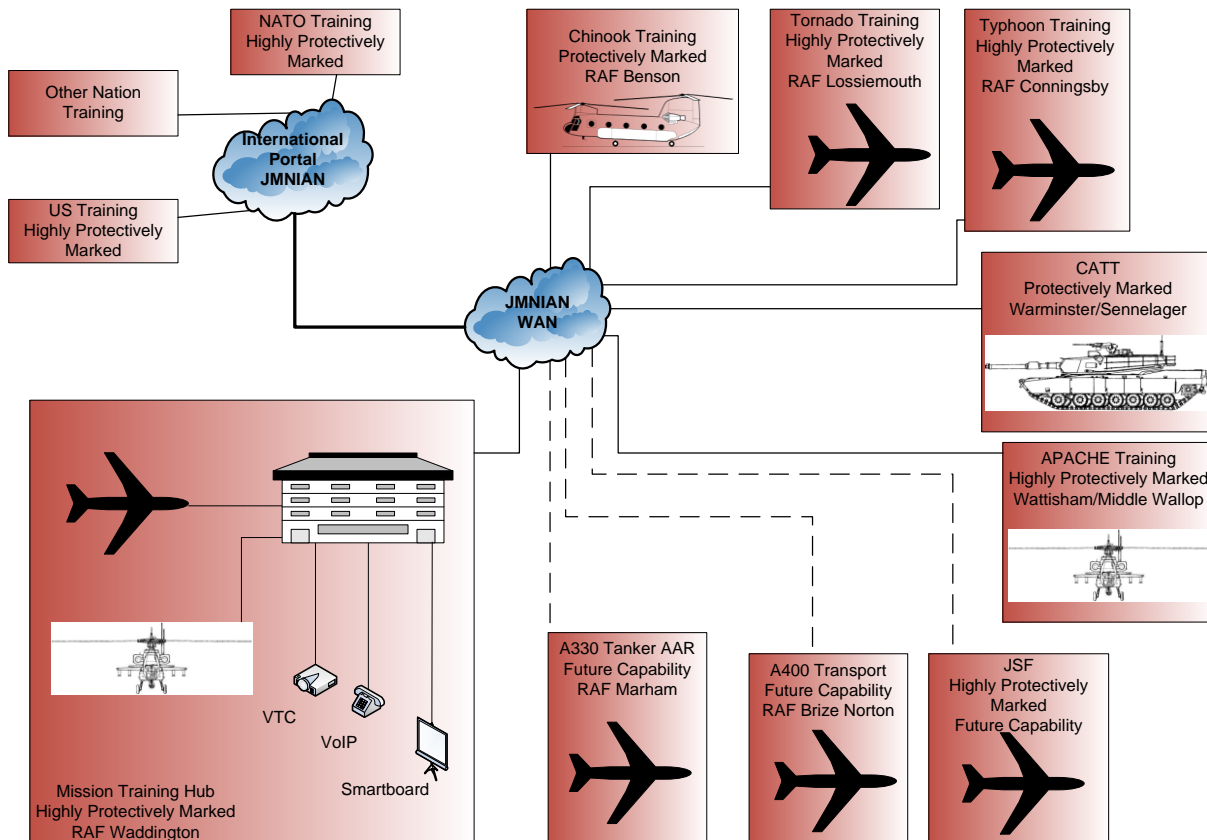 NATO Training
Highly Protectively
Marked
Other Nation
Training
International
Portal
JMNIAN
US Training
Highly Protectively
Marked
Chinook Training
Protectively Marked
RAF Benson
Tornado Training
Highly Protectively
Marked
RAF Lossiemouth
Typhoon Training
Highly Protectively
Marked
RAF Conningsby
JMNIAN
WAN
CATT
Protectively Marked
Warminster/Sennelager
APACHE Training
Highly Protectively Marked
Wattisham/Middle Wallop
VTC
VoIP
Smartboard
Mission Training Hub
Highly Protectively Marked
RAF Waddington
A330 Tanker AAR
Future Capability
RAF Marham
A400 Transport
Future Capability
RAF Brize Norton
JSF
Highly Protectively
Marked
Future Capability